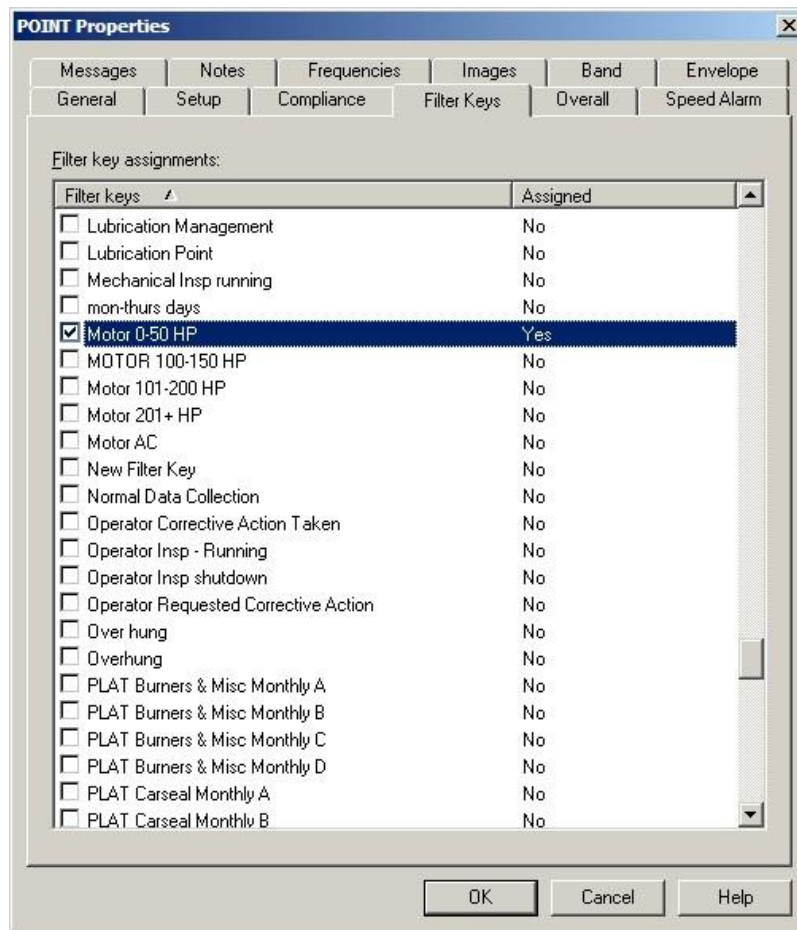 POINT Properties
Messages Notes Frequencies Images Band Envelope
General Setup Compliance Filter Keys Overall Speed Alarm
Filter key assignments:
Filter keys Assigned
Lubrication Management No
Lubrication Point No
Mechanical Insp running No
mon-thurs days No
Motor 0-50 HP Yes
MOTOR 100-150 HP No
Motor 101-200 HP No
Motor 201+ HP No
Motor AC No
New Filter Key No
Normal Data Collection No
Operator Corrective Action Taken No
Operator Insp - Running No
Operator Insp shutdown No
Operator Requested Corrective Action No
Over hung No
Overhung No
PLAT Burners & Misc Monthly A No
PLAT Burners & Misc Monthly B No
PLAT Burners & Misc Monthly C No
PLAT Burners & Misc Monthly D No
PLAT Carseal Monthly A No
PLAT Carseal Monthly B No
OK Cancel Help